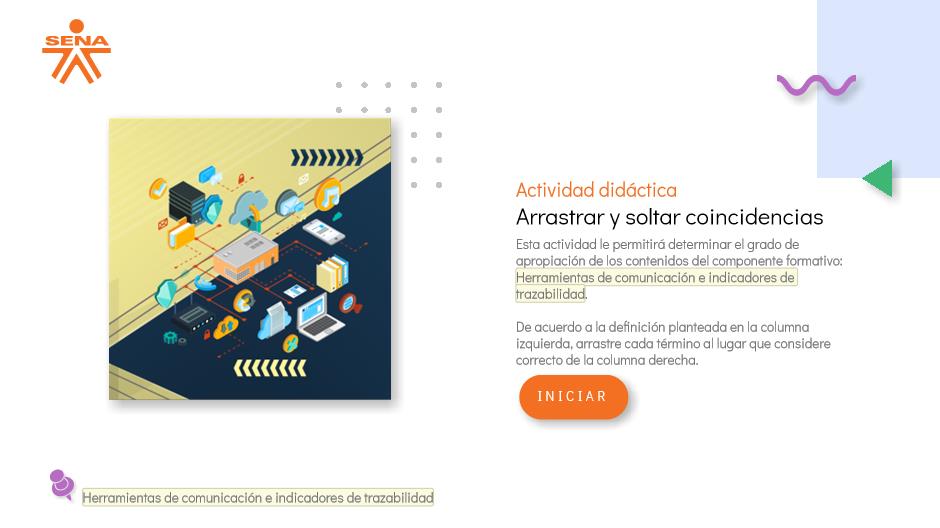 SENA
Actividad didáctica
Arrastrar y soltar coincidencias
Esta actividad le permitirá determinar el grado de
apropiación de los contenidos del componente formativo:
Herramientas de comunicación e indicadores de
trazabilidad.
De acuerdo a la definición planteada en la columna
izquierda, arrastre cada término al lugar que considere
correcto de la columna derecha.
INICIAR
Herramientas de comunicación e indicadores de trazabilidad